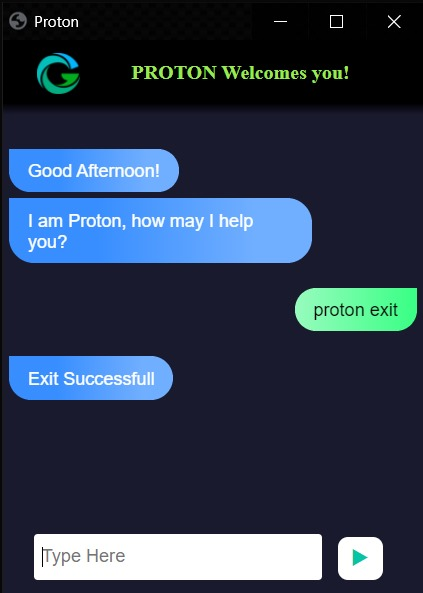 Proton
PROTON Welcomes you!
Good Afternoon!
I am Proton, how may I help
you?
proton exit
Exit Successfull
Type Here